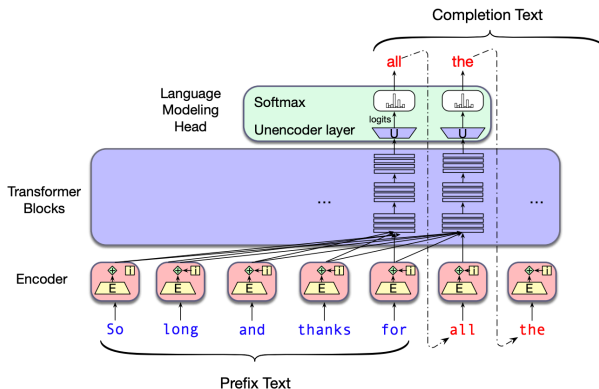 Completion Text
all the
Language
Modeling
Head
Softmax
logits
Unencoder layer
U U
Transformer
Blocks
... ...
Encoder
i i i i i i i
E E E E E E E
So long and thanks for all the
Prefix Text